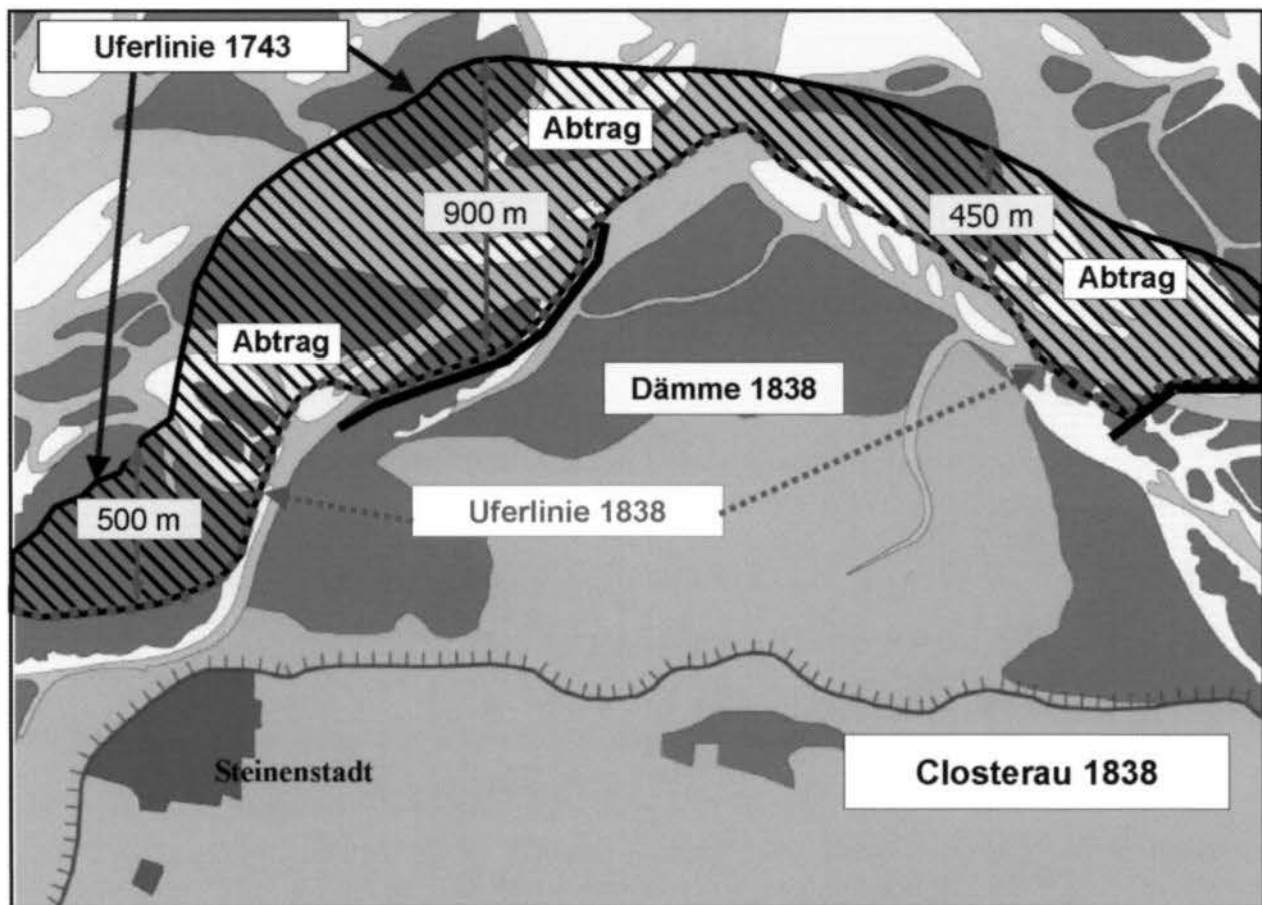 Uferlinie 1743
Abtrag
900 m
450 m
Abtrag
Abtrag
Dämme 1838
500 m
Uferlinie 1838
Steinenstadt
Closterau 1838